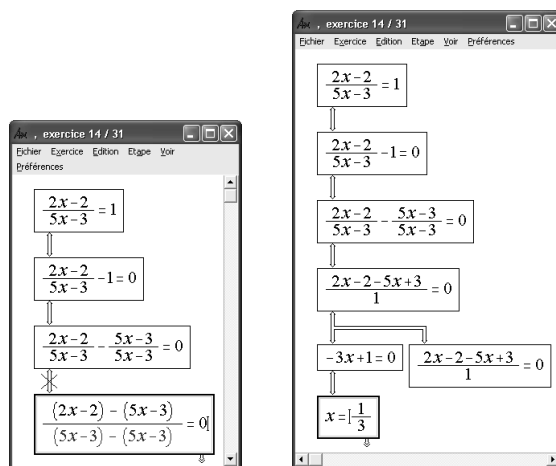 , exercice 14 / 31
Fichier Exercice Edition Etape Voir
Préférences
2x-2/5x-3 = 1
2x-2/5x-3 -1 = 0
2x-2/5x-3 - 5x-3/5x-3 = 0
(2x-2) - (5x-3)/(5x-3) - (5x-3) = 0
, exercice 14 / 31
Fichier Exercice Edition Etape Voir Préférences
2x-2/5x-3 = 1
2x-2/5x-3 -1 = 0
2x-2/5x-3 - 5x-3/5x-3 = 0
2x-2-5x+3/1 = 0
-3x+1 = 0
2x-2-5x+3/1 = 0
x = 1/3